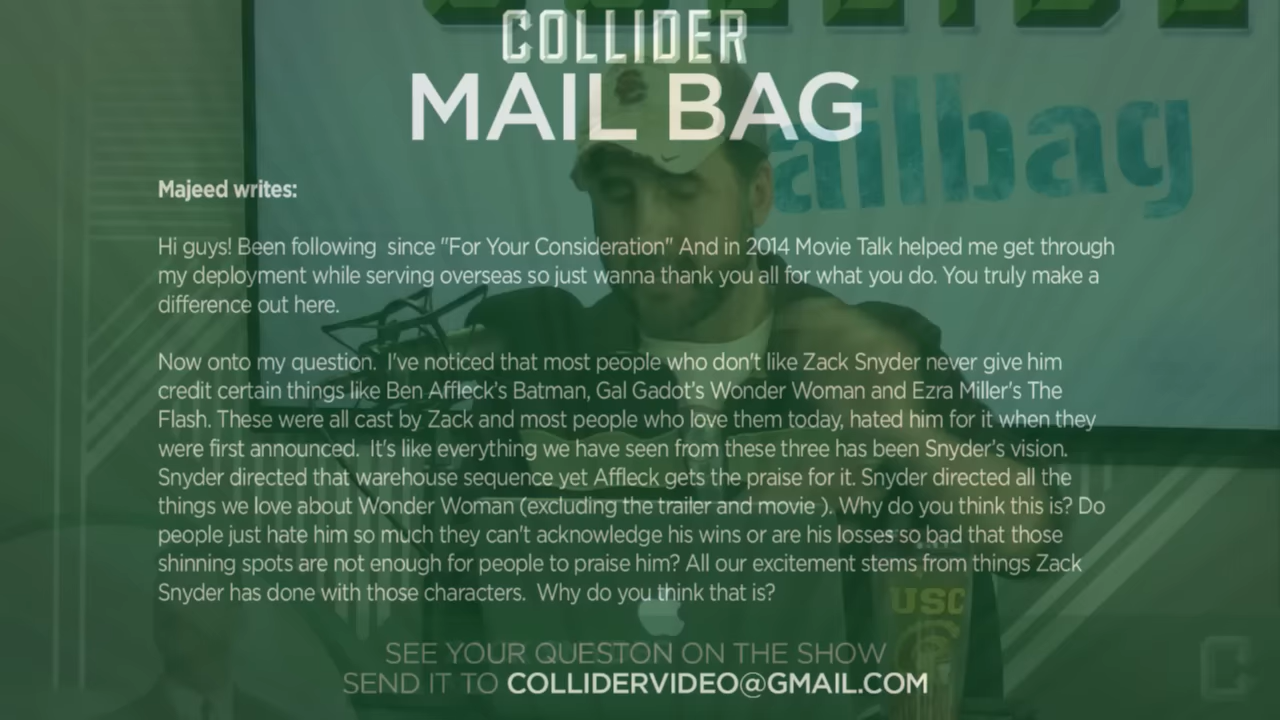 COLLIDER
MAIL BAG
ailbag
Majeed writes:
Hi guys! Been following  since "For Your Consideration" And in 2014 Movie Talk helped me get through
my deployment while serving overseas so just wanna thank you all for what you do. You truly make a
difference out here.
Now onto my question.  I've noticed that most people who don't like Zack Snyder never give him
credit certain things like Ben Affleck's Batman, Gal Gadot's Wonder Woman and Ezra Miller's The
Flash. These were all cast by Zack and most people who love them today, hated him for it when they
were first announced.  It's like everything we have seen from these three has been Snyder's vision.
Snyder directed that warehouse sequence yet Affleck gets the praise for it. Snyder directed all the
things we love about Wonder Woman (excluding the trailer and movie ). Why do you think this is? Do
people just hate him so much they can't acknowledge his wins or are his losses so bad that those
shinning spots are not enough for people to praise him? All our excitement stems from things Zack
Snyder has done with those characters.  Why do you think that is?
USC
SEE YOUR QUESTON ON THE SHOW
SEND IT TO COLLIDERVIDEO@GMAIL.COM
C